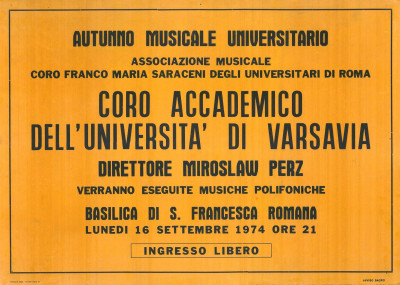 AUTUNNO MUSICALE UNIVERSITARIO
ASSOCIAZIONE MUSICALE
CORO FRANCO MARIA SARACENI DEGLI UNIVERSITARI DI ROMA
CORO ACCADEMICO
DELL'UNIVERSITA' DI VARSAVIA
DIRETTORE MIROSLAW PERZ
VERRANNO ESEGUITE MUSICHE POLIFONICHE
BASILICA DI S. FRANCESCA ROMANA
LUNEDI 16 SETTEMBRE 1974 ORE 21
INGRESSO LIBERO